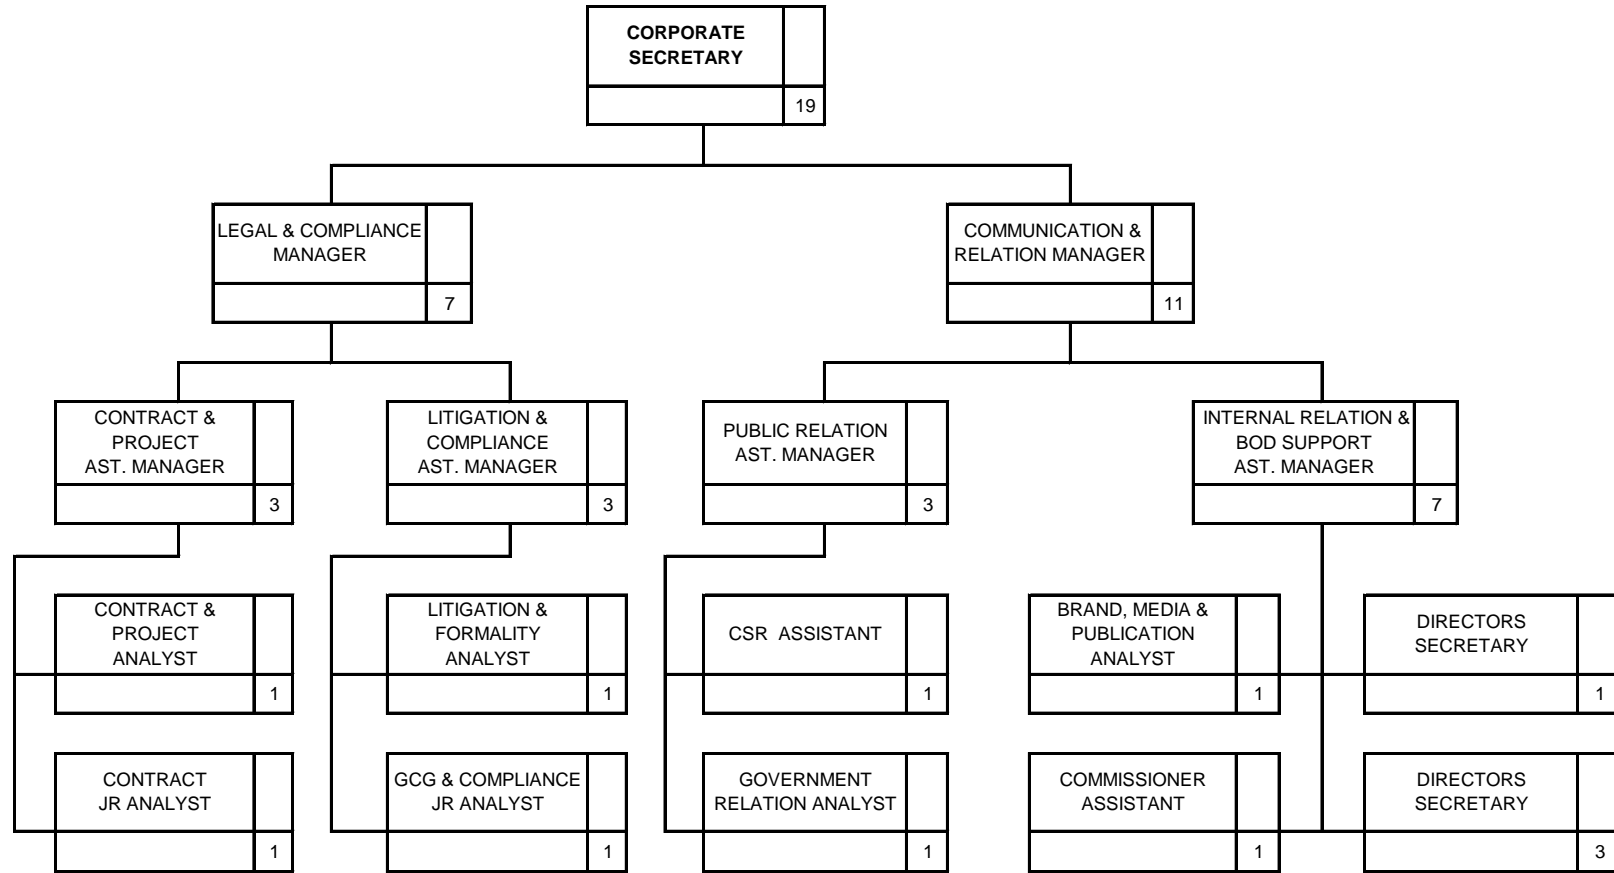 CORPORATE
SECRETARY
19
LEGAL & COMPLIANCE
MANAGER
7
COMMUNICATION &
RELATION MANAGER
11
CONTRACT &
PROJECT
AST. MANAGER
3
LITIGATION &
COMPLIANCE
AST. MANAGER
3
PUBLIC RELATION
AST. MANAGER
3
INTERNAL RELATION &
BOD SUPPORT
AST. MANAGER
7
CONTRACT &
PROJECT
ANALYST
1
LITIGATION &
FORMALITY
ANALYST
1
CSR  ASSISTANT
1
BRAND, MEDIA &
PUBLICATION
ANALYST
1
DIRECTORS
SECRETARY
1
CONTRACT
JR ANALYST
1
GCG & COMPLIANCE
JR ANALYST
1
GOVERNMENT
RELATION ANALYST
1
COMMISSIONER
ASSISTANT
1
DIRECTORS
SECRETARY
3